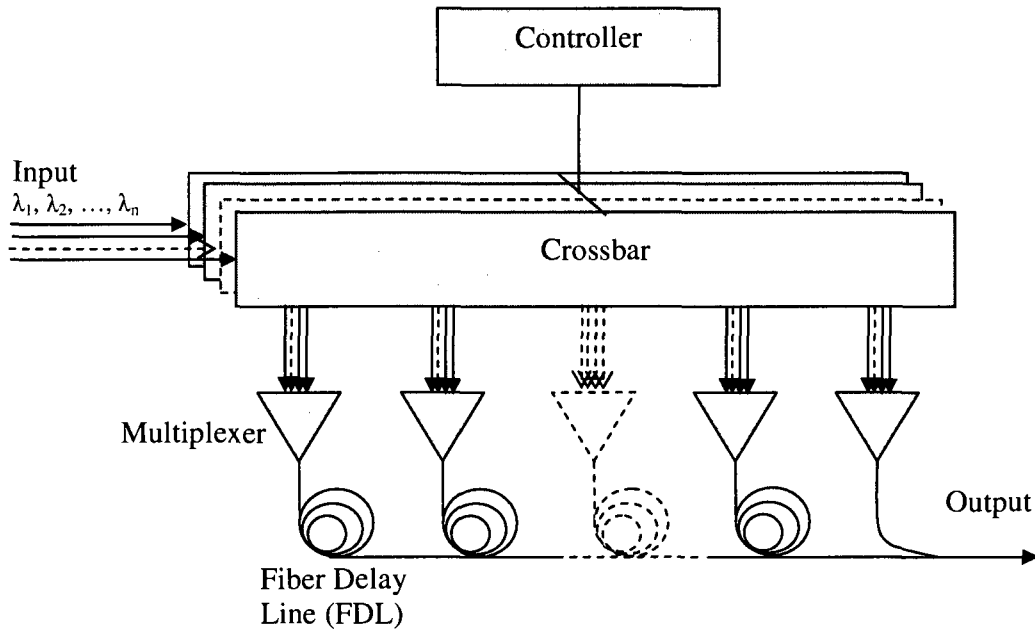 Controller
Input
λ1, λ2, ..., λn
Crossbar
Multiplexer
Output
Fiber Delay
Line (FDL)